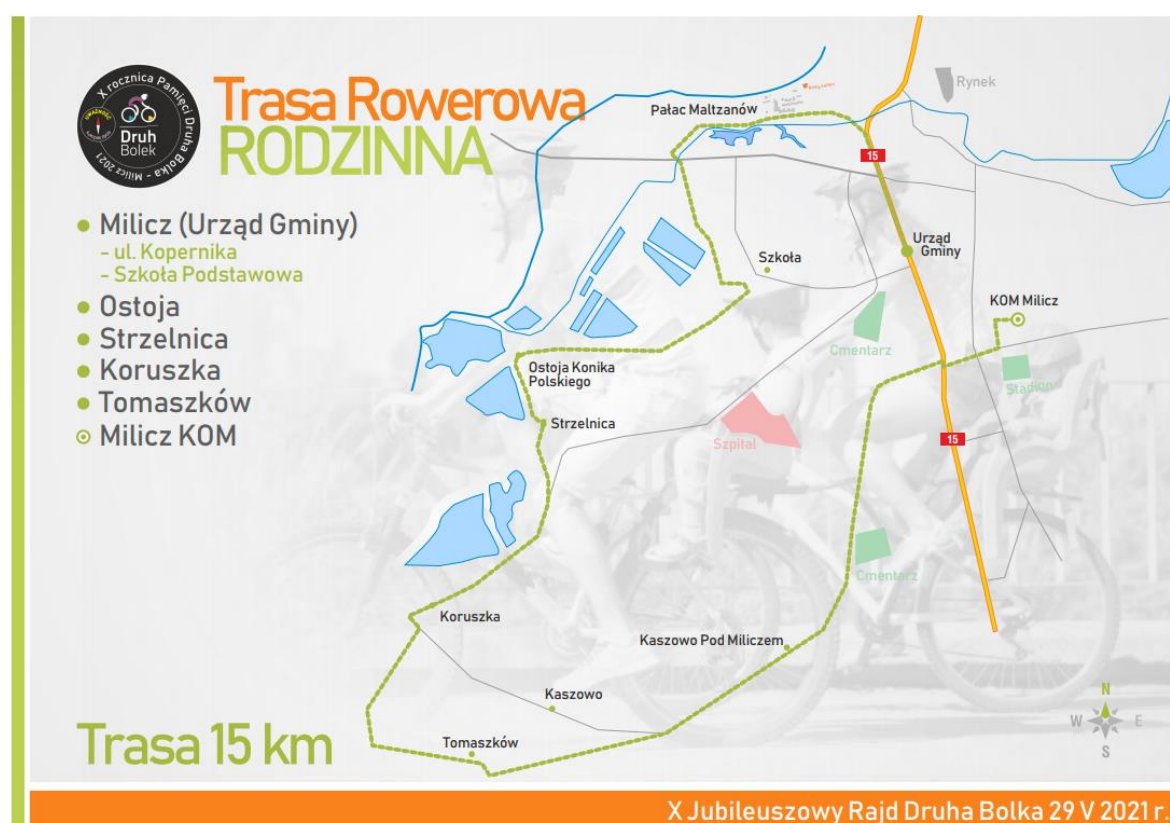 X rocznica Pamięci Druha Bolka - Milicz 2021
UWAŻNOŚĆ
Druh
Bolek
Trasa Rowerowa
RODZINNA
Milicz (Urząd Gminy)
- ul. Kopernika
- Szkoła Podstawowa
Ostoja
Strzelnica
Koruszka
Tomaszków
Milicz KOM
Trasa 15 km
Pałac Maltzanów
Rynek
15
Urząd
Gminy
Szkoła
KOM Milicz
Cmentarz
Stadion
Ostoja Konika
Polskiego
Strzelnica
Szpital
15
Cmentarz
Koruszka
Kaszowo Pod Miliczem
Kaszowo
Tomaszków
N
W E
S
X Jubileuszowy Rajd Druha Bolka 29 V 2021 r.